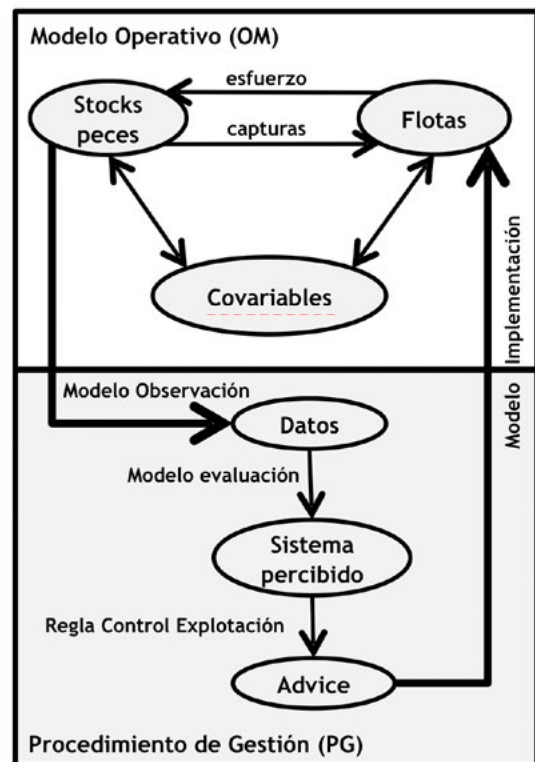 Modelo Operativo (OM)
esfuerzo
Stocks
peces
Flotas
capturas
Covariables
Modelo Implementación
Modelo Observación
Datos
Modelo evaluación
Sistema
percibido
Regla Control Explotación
Advice
Procedimiento de Gestión (PG)